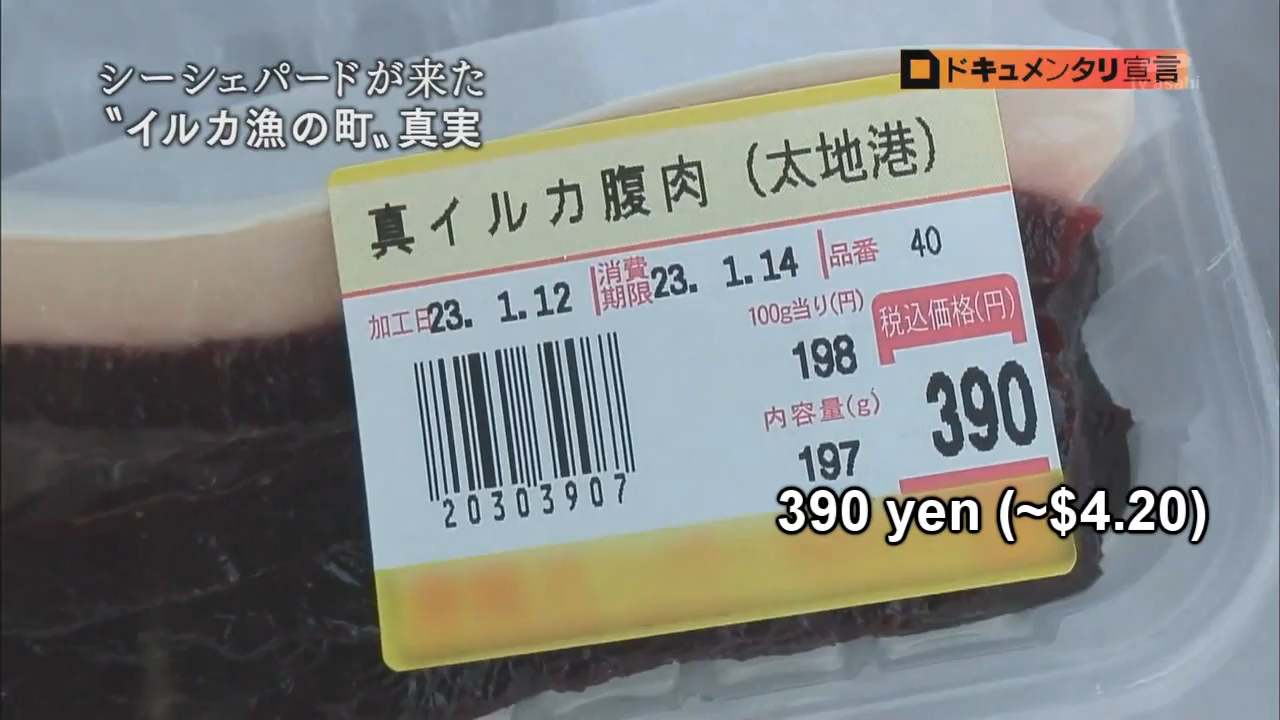 シーシェパードが来た
〝イルカ漁の町〟真実
ドキュメンタリ宣言
tv asahi
真イルカ腹肉(太地港)
加工日 23. 1.12 消費期限 23. 1.14 品番 40
100g当り(円) 税込価格(円)
198
390
内容量(g)
197
20303907
390 yen (~$4.20)